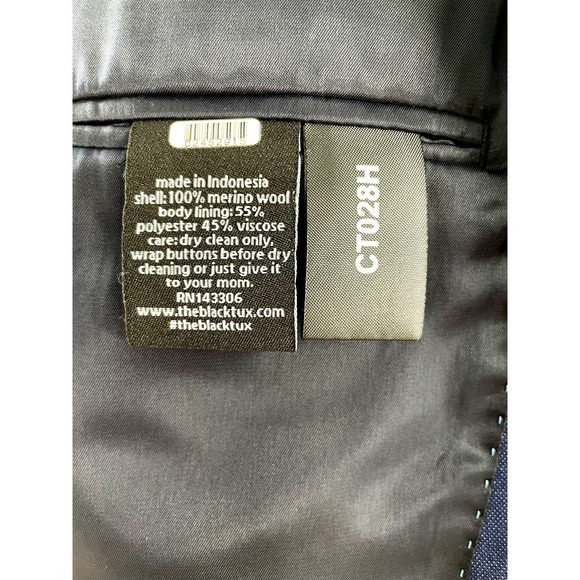 made in Indonesia
shell: 100% merino wool
body lining: 55%
polyester 45% viscose
care: dry clean only,
wrap buttons before dry
cleaning or just give it
to your mom.
RN143306
www.theblacktux.com
#theblacktux
CT028H